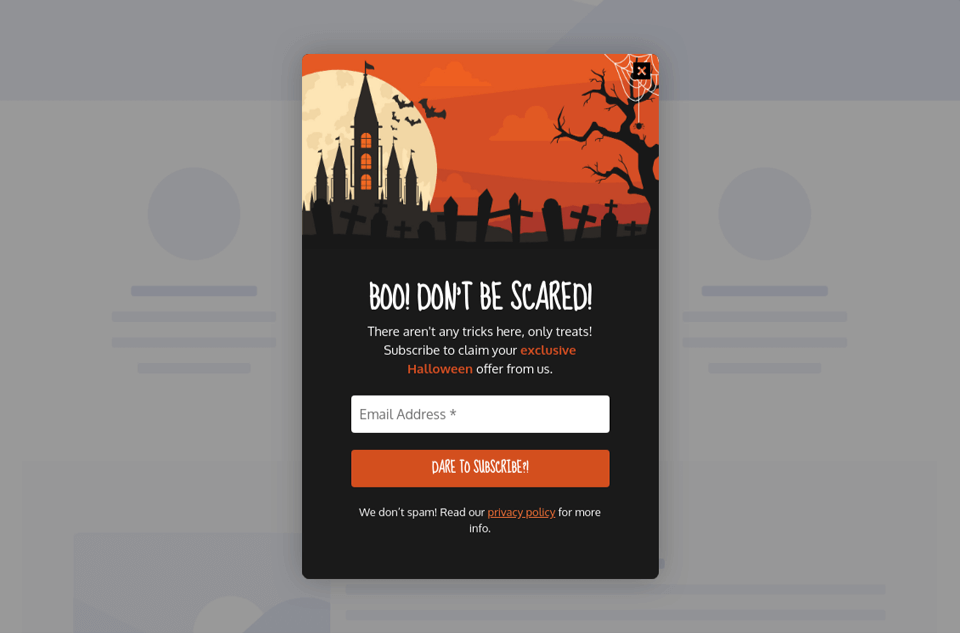 BOO! DON'T BE SCARED!
There aren't any tricks here, only treats!
Subscribe to claim your exclusive
Halloween offer from us.
Email Address *
DARE TO SUBSCRIBE?!
We don’t spam! Read our privacy policy for more
info.